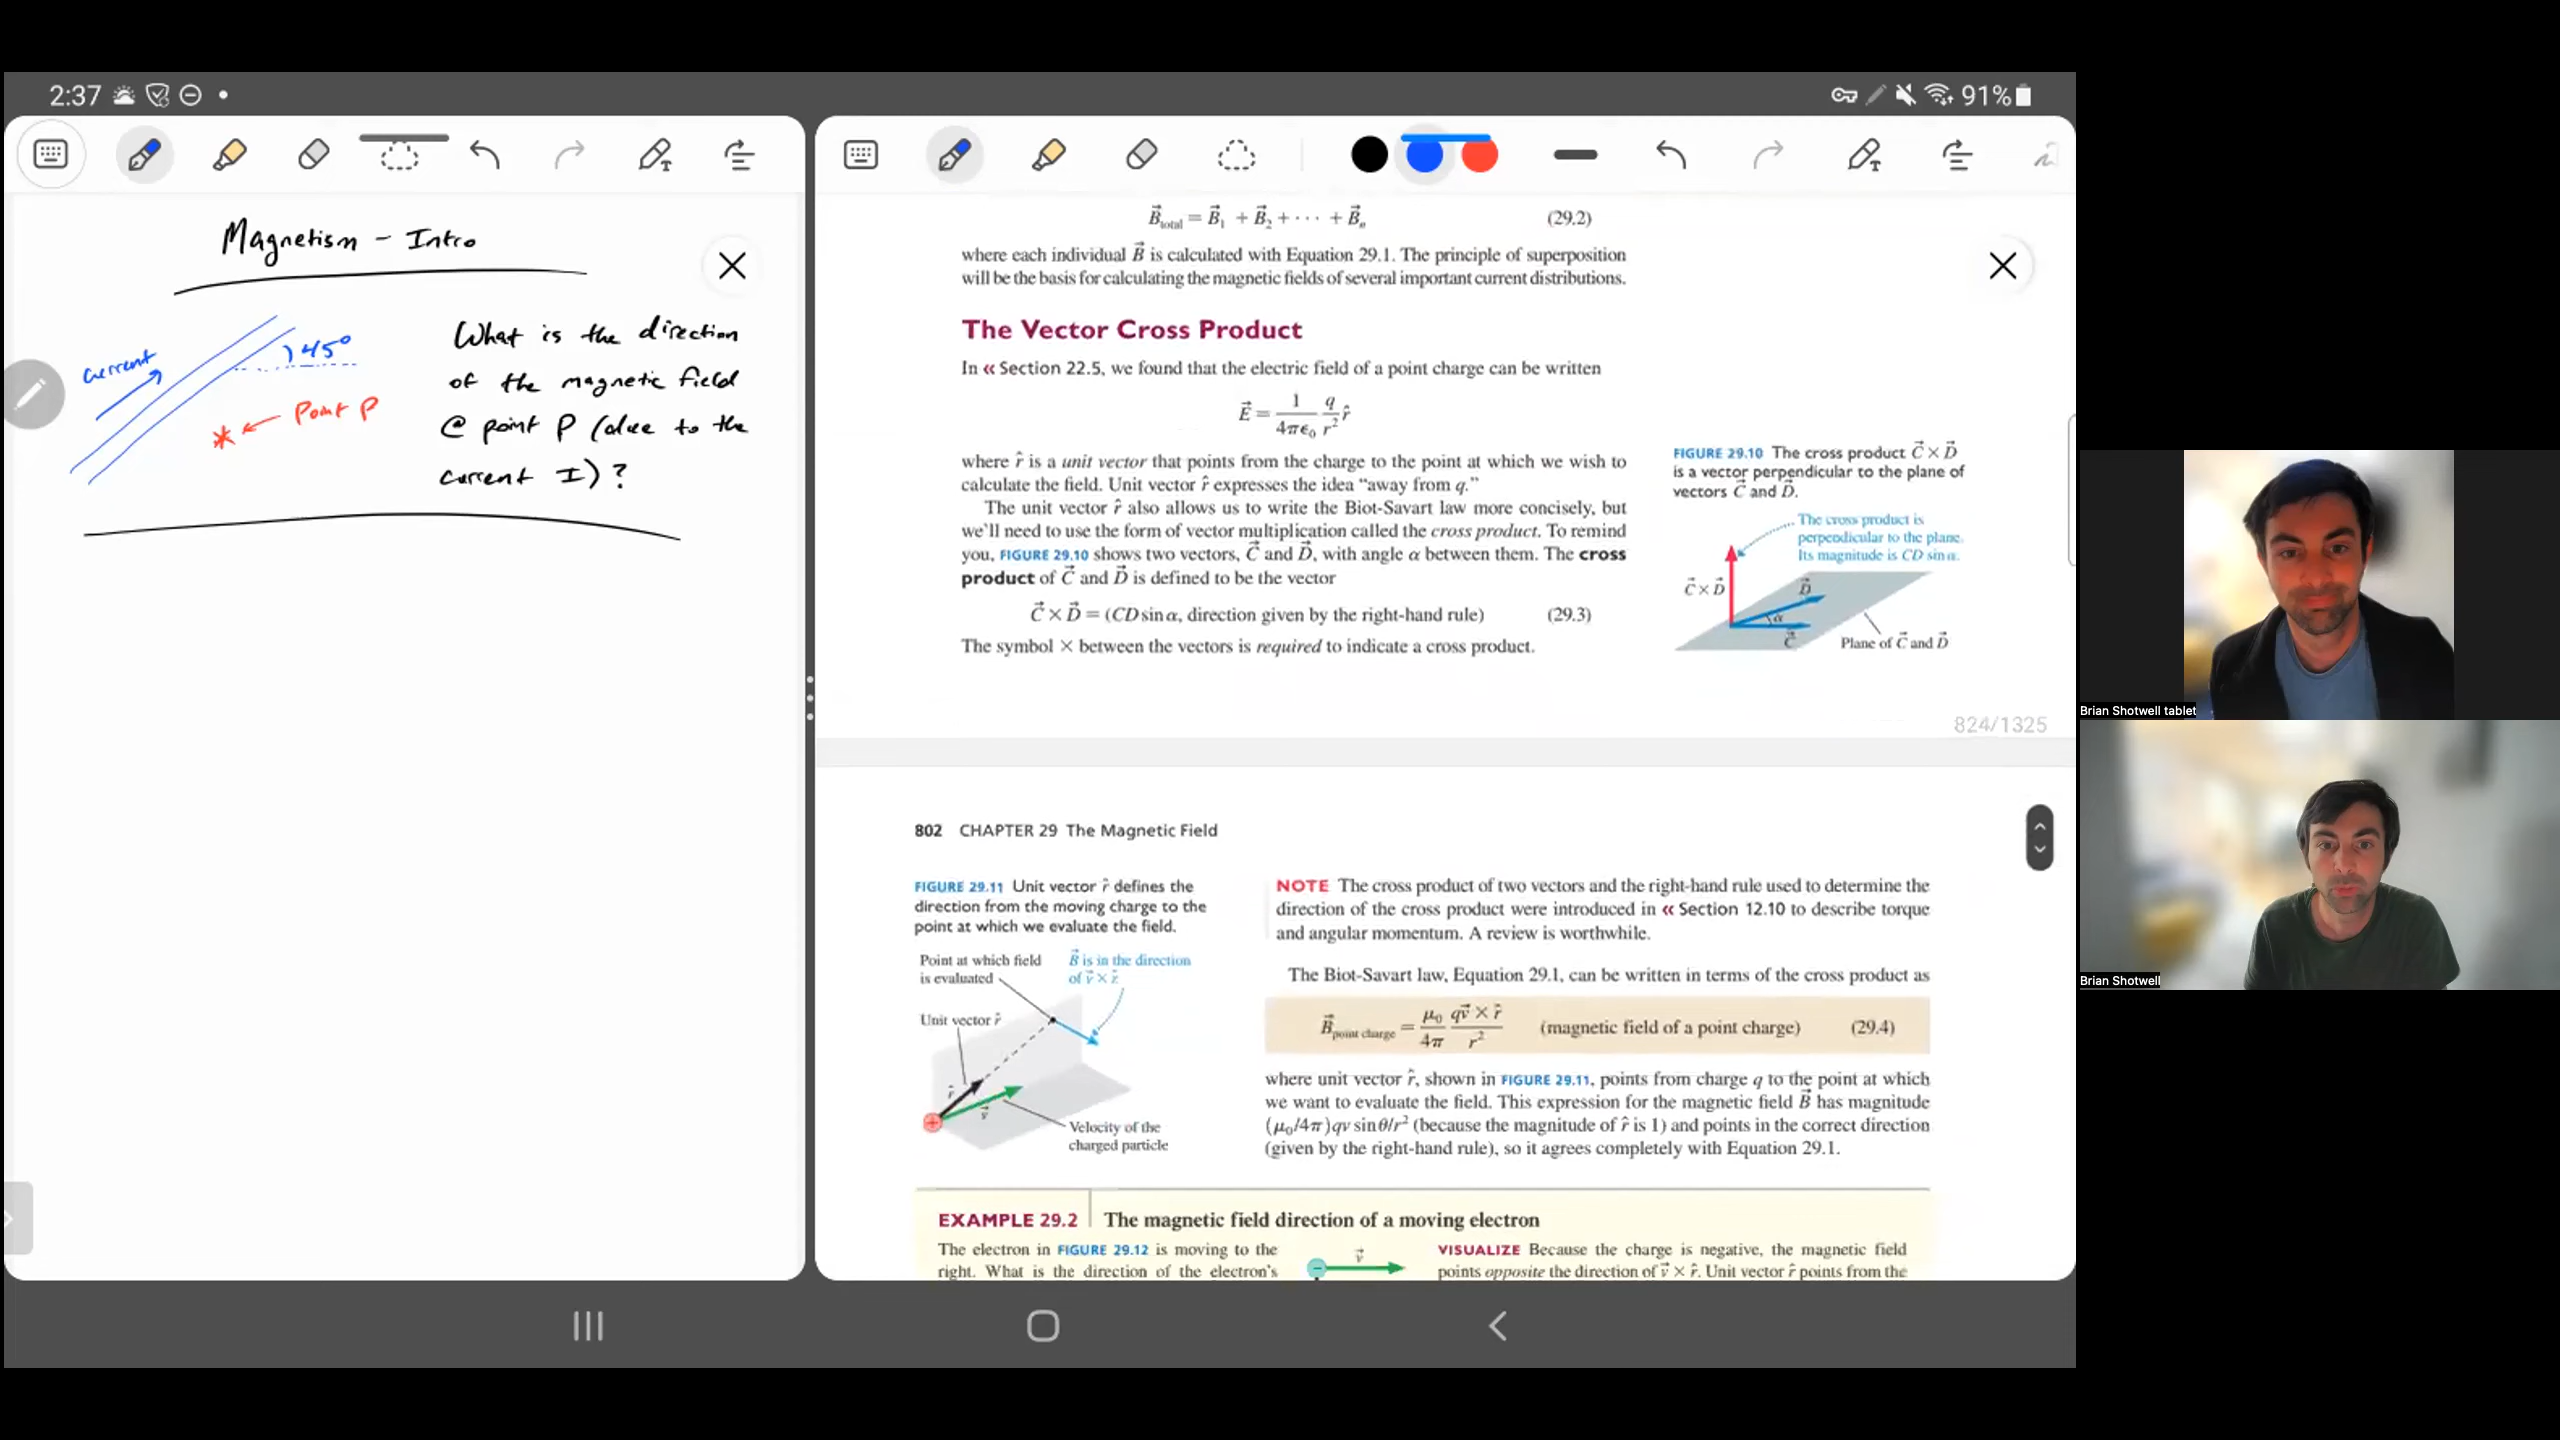 2:37
91%
Magnetism - Intro
current
) 45°
Point P
What is the direction
of the magnetic field
@ point P (due to the
current I)?
B⃗total = B⃗1 + B⃗2 + · · · + B⃗n (29.2)
where each individual B⃗ is calculated with Equation 29.1. The principle of superposition
will be the basis for calculating the magnetic fields of several important current distributions.
The Vector Cross Product
In « Section 22.5, we found that the electric field of a point charge can be written
E⃗ = 1/4πϵ0 q/r² r̂
where r̂ is a unit vector that points from the charge to the point at which we wish to
calculate the field. Unit vector r̂ expresses the idea “away from q.”
The unit vector r̂ also allows us to write the Biot-Savart law more concisely, but
we’ll need to use the form of vector multiplication called the cross product. To remind
you, FIGURE 29.10 shows two vectors, C⃗ and D⃗, with angle α between them. The cross
product of C⃗ and D⃗ is defined to be the vector
C⃗ × D⃗ = (CD sin α, direction given by the right-hand rule) (29.3)
The symbol × between the vectors is required to indicate a cross product.
FIGURE 29.10 The cross product C⃗ × D⃗
is a vector perpendicular to the plane of
vectors C⃗ and D⃗.
The cross product is
perpendicular to the plane.
Its magnitude is CD sin α.
C⃗ × D⃗
D⃗
α
C⃗
Plane of C⃗ and D⃗
824/1325
802 CHAPTER 29 The Magnetic Field
FIGURE 29.11 Unit vector r̂ defines the
direction from the moving charge to the
point at which we evaluate the field.
Point at which field
is evaluated
B⃗ is in the direction
of v⃗ × r̂
Unit vector r̂
r̂
v⃗
+
Velocity of the
charged particle
NOTE The cross product of two vectors and the right-hand rule used to determine the
direction of the cross product were introduced in « Section 12.10 to describe torque
and angular momentum. A review is worthwhile.
The Biot-Savart law, Equation 29.1, can be written in terms of the cross product as
B⃗point charge = μ0/4π qv⃗ × r̂/r² (magnetic field of a point charge) (29.4)
where unit vector r̂, shown in FIGURE 29.11, points from charge q to the point at which
we want to evaluate the field. This expression for the magnetic field B⃗ has magnitude
(μ0/4π)qv sin θ/r² (because the magnitude of r̂ is 1) and points in the correct direction
(given by the right-hand rule), so it agrees completely with Equation 29.1.
EXAMPLE 29.2 The magnetic field direction of a moving electron
The electron in FIGURE 29.12 is moving to the
right. What is the direction of the electron’s
v⃗
−
VISUALIZE Because the charge is negative, the magnetic field
points opposite the direction of v⃗ × r̂. Unit vector r̂ points from the
Brian Shotwell tablet
Brian Shotwell